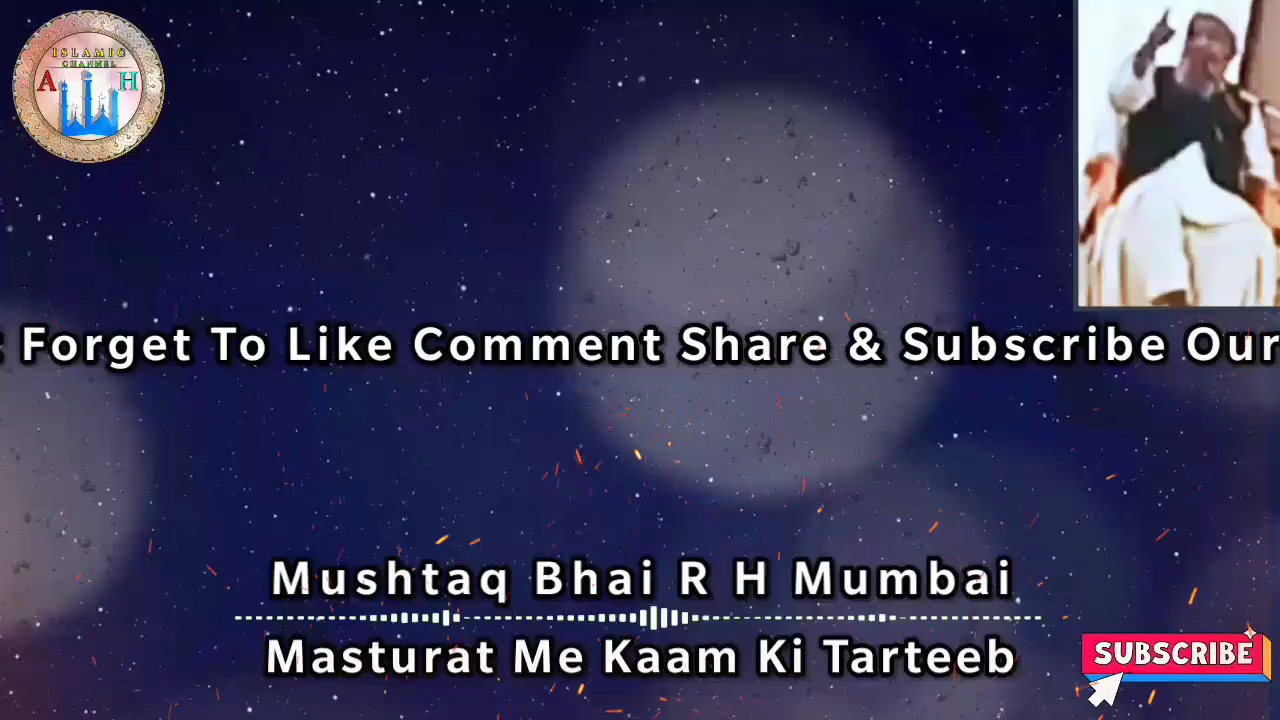 ISLAMIC
CHANNEL
A H
Forget To Like Comment Share & Subscribe Our
Mushtaq Bhai R H Mumbai
Masturat Me Kaam Ki Tarteeb
SUBSCRIBE